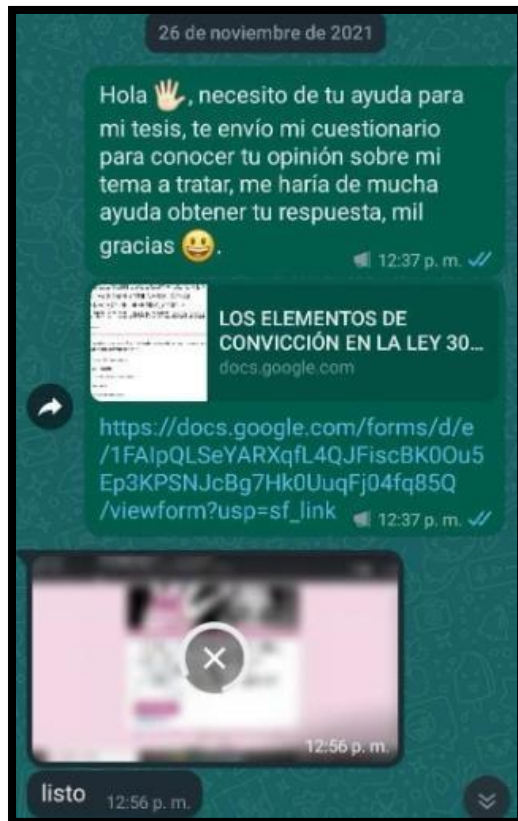 26 de noviembre de 2021
Hola 🖐🏻, necesito de tu ayuda para
mi tesis, te envío mi cuestionario
para conocer tu opinión sobre mi
tema a tratar, me haría de mucha
ayuda obtener tu respuesta, mil
gracias 😃.
12:37 p. m.
LOS ELEMENTOS DE
CONVICCIÓN EN LA LEY 30...
docs.google.com
https://docs.google.com/forms/d/e
/1FAIpQLSeYARXqfL4QJFiscBK0Ou5
Ep3KPSNJcBg7Hk0UuqFj04fq85Q
/viewform?usp=sf_link
12:37 p. m.
12:56 p. m.
listo
12:56 p. m.